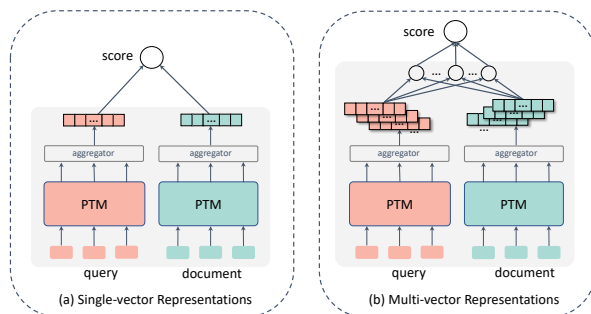 score
...
...
aggregator
aggregator
PTM
PTM
query
document
(a) Single-vector Representations
score
... ...
...
...
...
...
aggregator
aggregator
PTM
PTM
query
document
(b) Multi-vector Representations